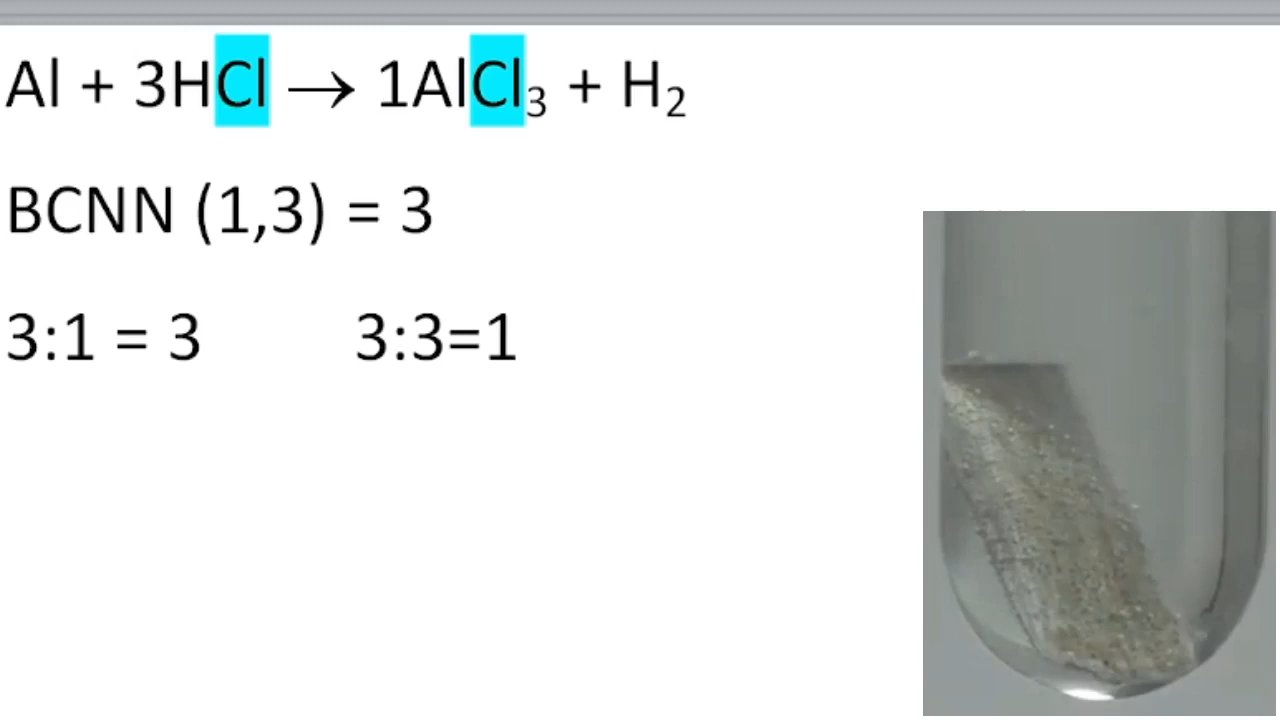 Al + 3HCl → 1AlCl₃ + H₂
BCNN (1,3) = 3
3:1 = 3 3:3=1